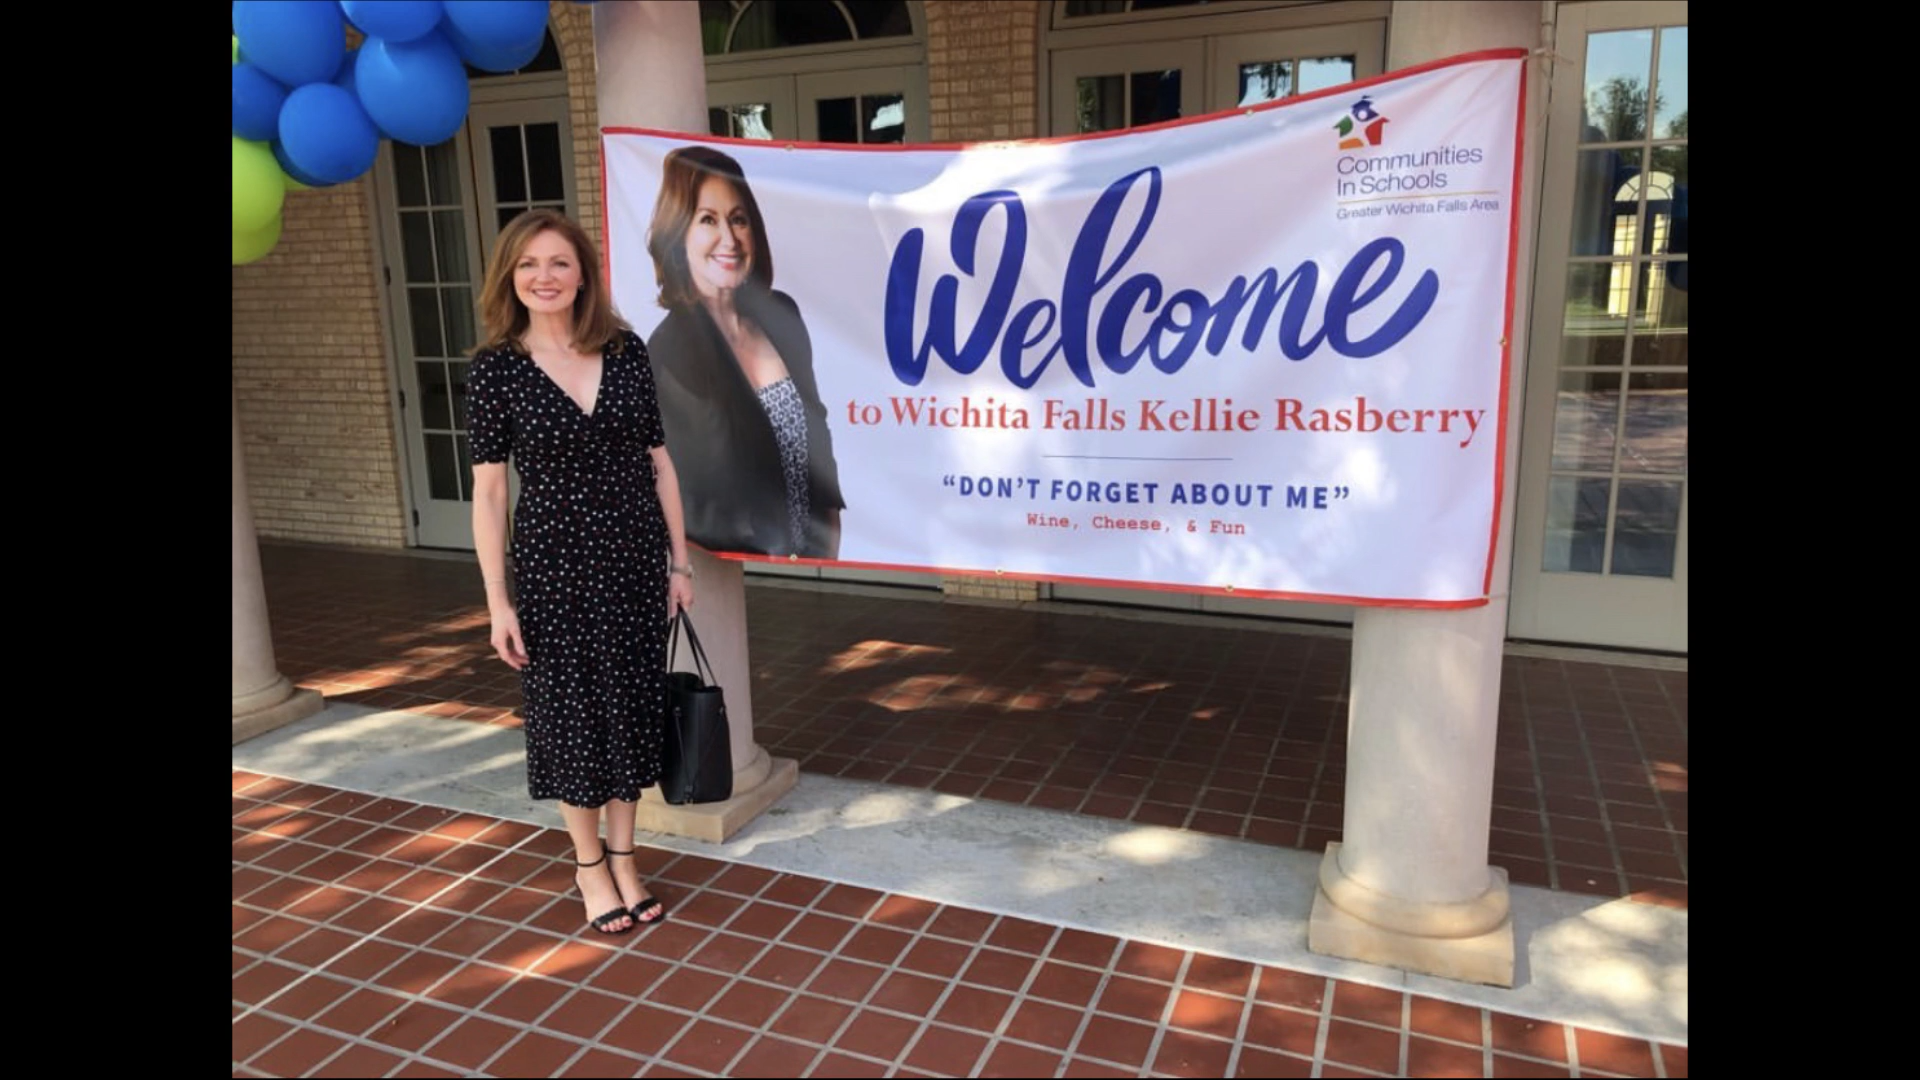 Communities
In Schools
Greater Wichita Falls Area
Welcome
to Wichita Falls Kellie Rasberry
“DON’T FORGET ABOUT ME”
Wine, Cheese, & Fun